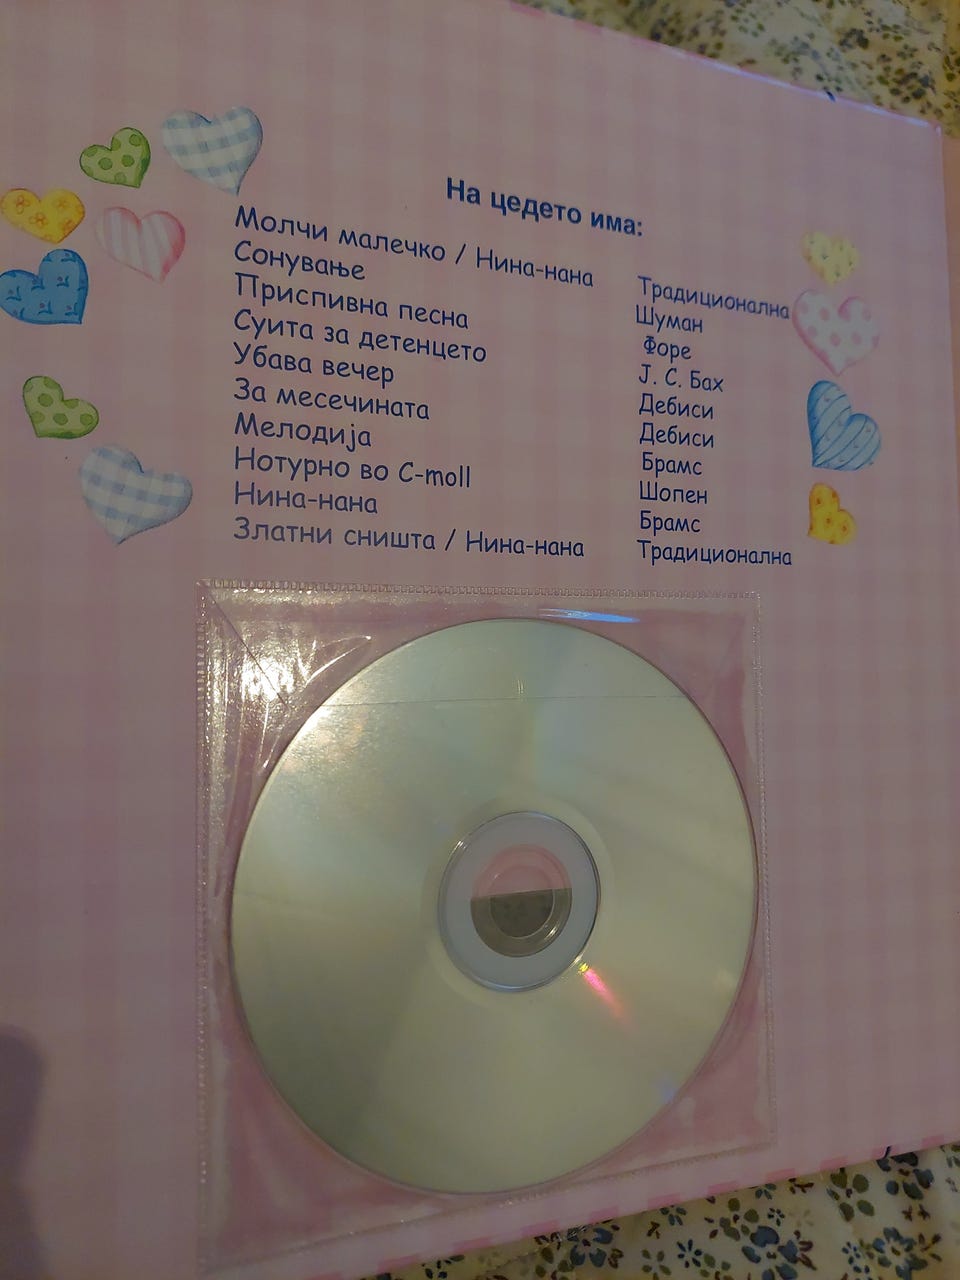 На цедето има:
Молчи малечко / Нина-нана Традиционална
Сонување Шуман
Приспивна песна Форе
Суита за детенцето Ј. С. Бах
Убава вечер Дебиси
За месечината Дебиси
Мелодија Брамс
Нотурно во C-moll Шопен
Нина-нана Брамс
Златни сништа / Нина-нана Традиционална